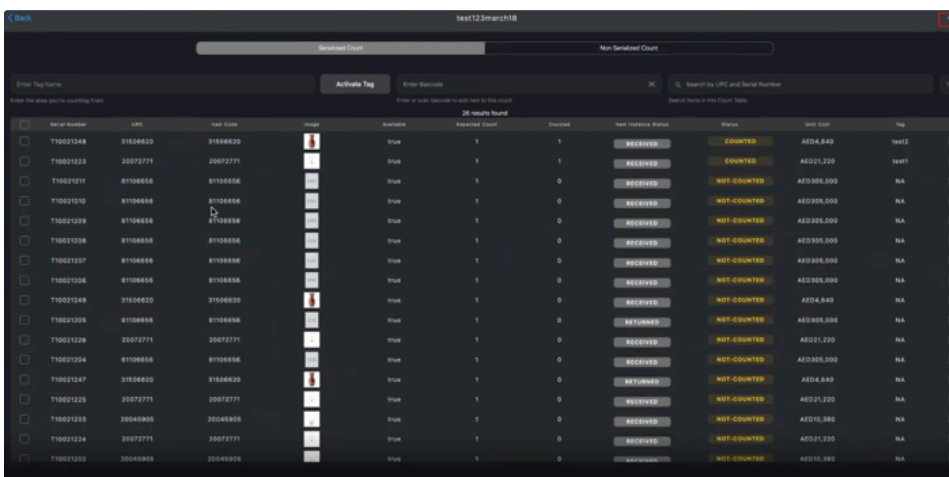 Back
test123march18
Serialized Count Non Serialized Count
Enter Tag Name Activate Tag Enter Barcode Search by UPC and Serial Number
Enter the area you're counting from Enter or scan barcode to add item to this count Search Items in this Count Table
26 results found
Serial Number UPC Item Code Image Available Expected Count Counted Item Instance Status Status Unit Cost Tag
T10021248 31506620 31506620 true 1 1 RECEIVED COUNTED AED4,640 test2
T10021223 20072771 20072771 true 1 1 RECEIVED COUNTED AED21,220 test1
T10021211 81106656 81106656 true 1 0 RECEIVED NOT-COUNTED AED305,000 NA
T10021210 81106656 81106656 true 1 0 RECEIVED NOT-COUNTED AED305,000 NA
T10021209 81106656 81106656 true 1 0 RECEIVED NOT-COUNTED AED305,000 NA
T10021208 81106656 81106656 true 1 0 RECEIVED NOT-COUNTED AED305,000 NA
T10021207 81106656 81106656 true 1 0 RECEIVED NOT-COUNTED AED305,000 NA
T10021206 81106656 81106656 true 1 0 RECEIVED NOT-COUNTED AED305,000 NA
T10021249 31506620 31506620 true 1 0 RECEIVED NOT-COUNTED AED4,640 NA
T10021205 81106656 81106656 true 1 0 RETURNED NOT-COUNTED AED305,000 NA
T10021226 20072771 20072771 true 1 0 RECEIVED NOT-COUNTED AED21,220 NA
T10021204 81106656 81106656 true 1 0 RECEIVED NOT-COUNTED AED305,000 NA
T10021247 31506620 31506620 true 1 0 RETURNED NOT-COUNTED AED4,640 NA
T10021225 20072771 20072771 true 1 0 RECEIVED NOT-COUNTED AED21,220 NA
T10021203 20045905 20045905 true 1 0 RECEIVED NOT-COUNTED AED10,380 NA
T10021224 20072771 20072771 true 1 0 RECEIVED NOT-COUNTED AED21,220 NA
T10021202 20045905 20045905 true 1 0 RECEIVED NOT-COUNTED AED10,380 NA